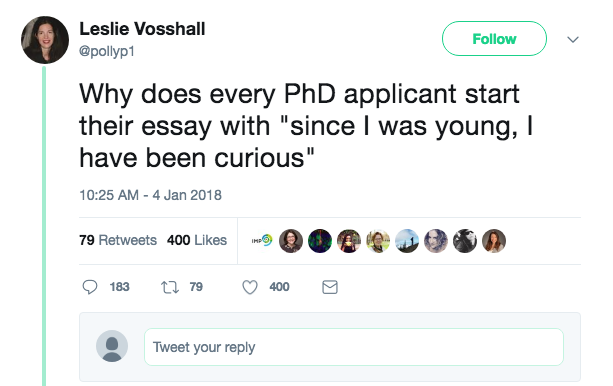 Leslie Vosshall
@pollyp1
Follow
Why does every PhD applicant start
their essay with "since I was young, I
have been curious"
10:25 AM - 4 Jan 2018
79 Retweets 400 Likes
IMP
183 79 400
Tweet your reply